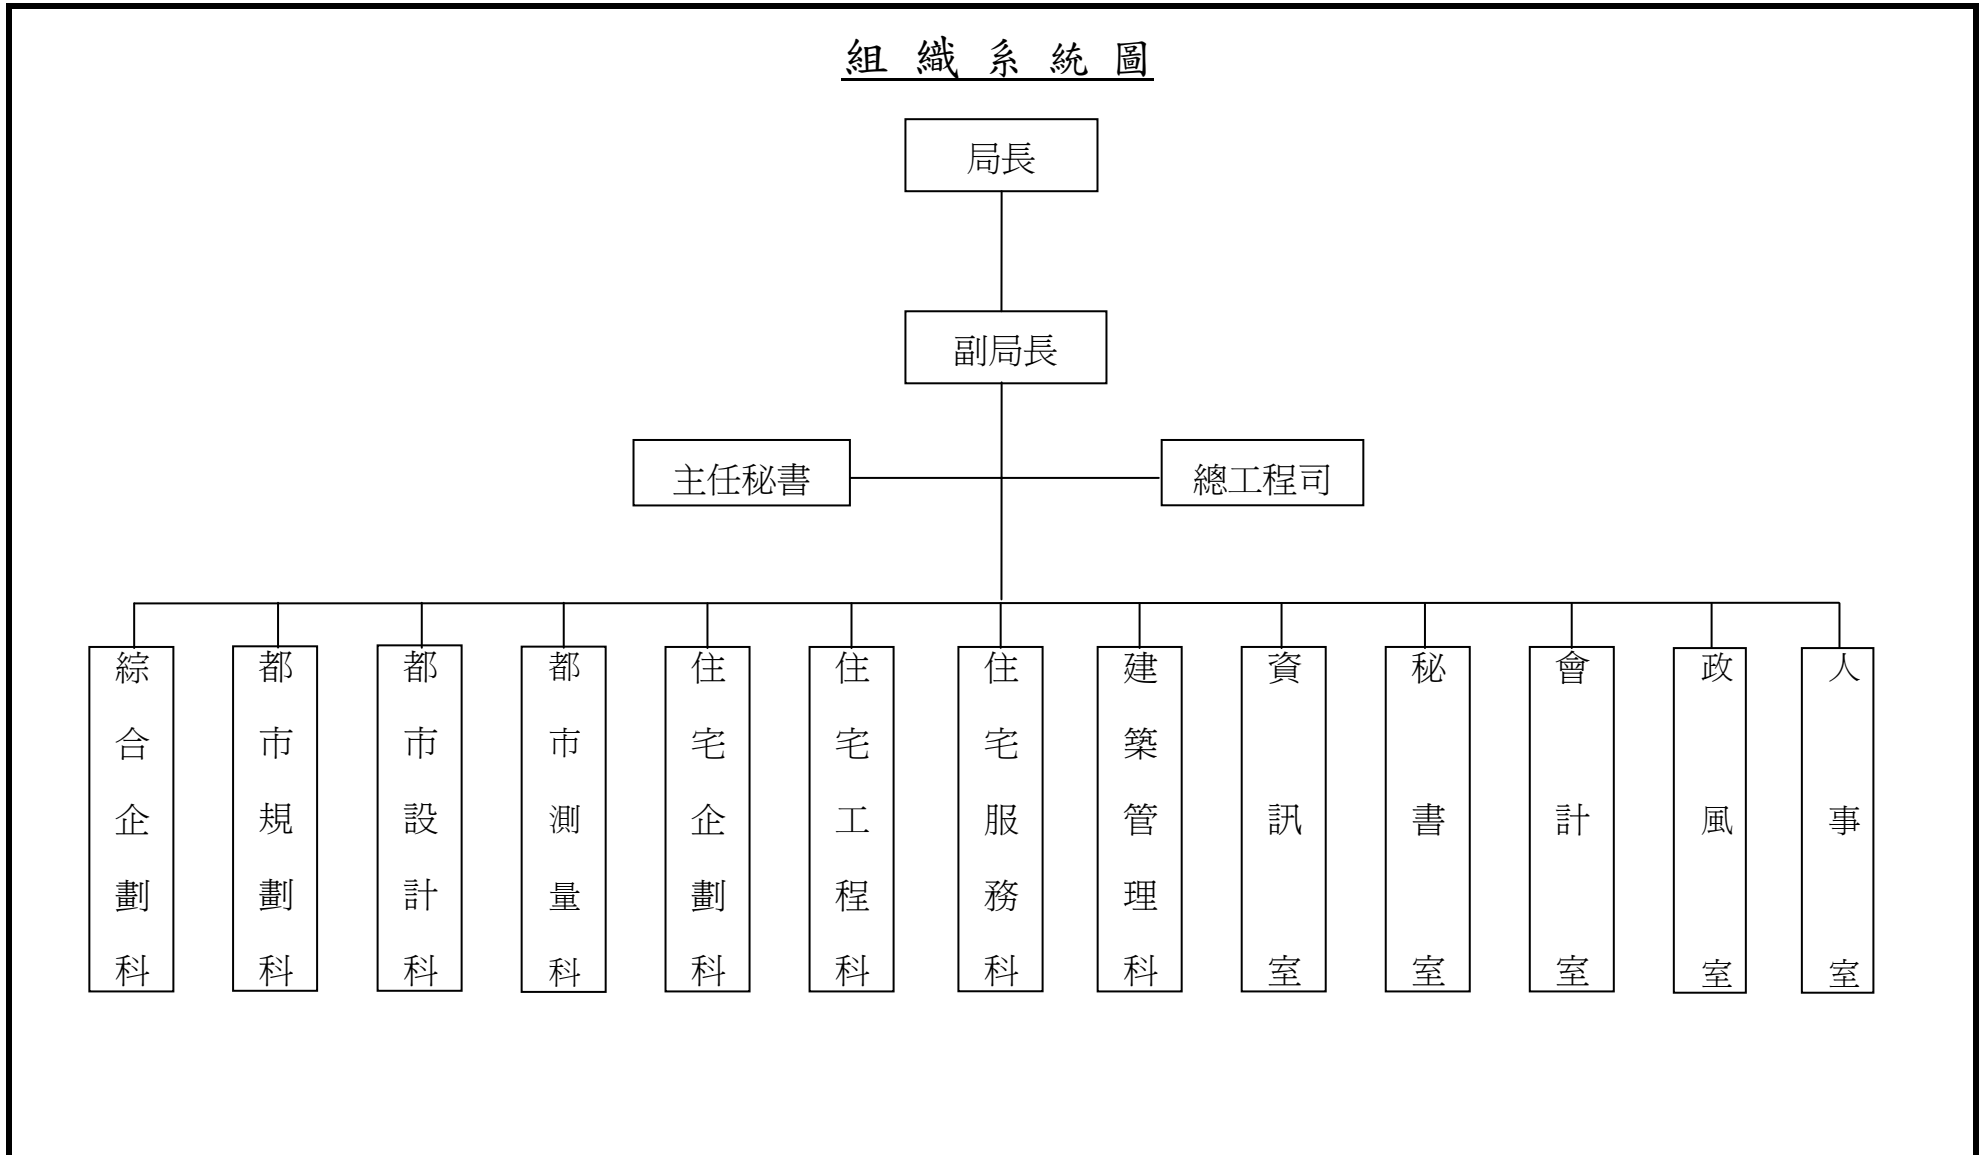 組織系統圖
局長
副局長
主任秘書
總工程司
綜合企劃科
都市規劃科
都市設計科
都市測量科
住宅企劃科
住宅工程科
住宅服務科
建築管理科
資訊室
秘書室
會計室
政風室
人事室